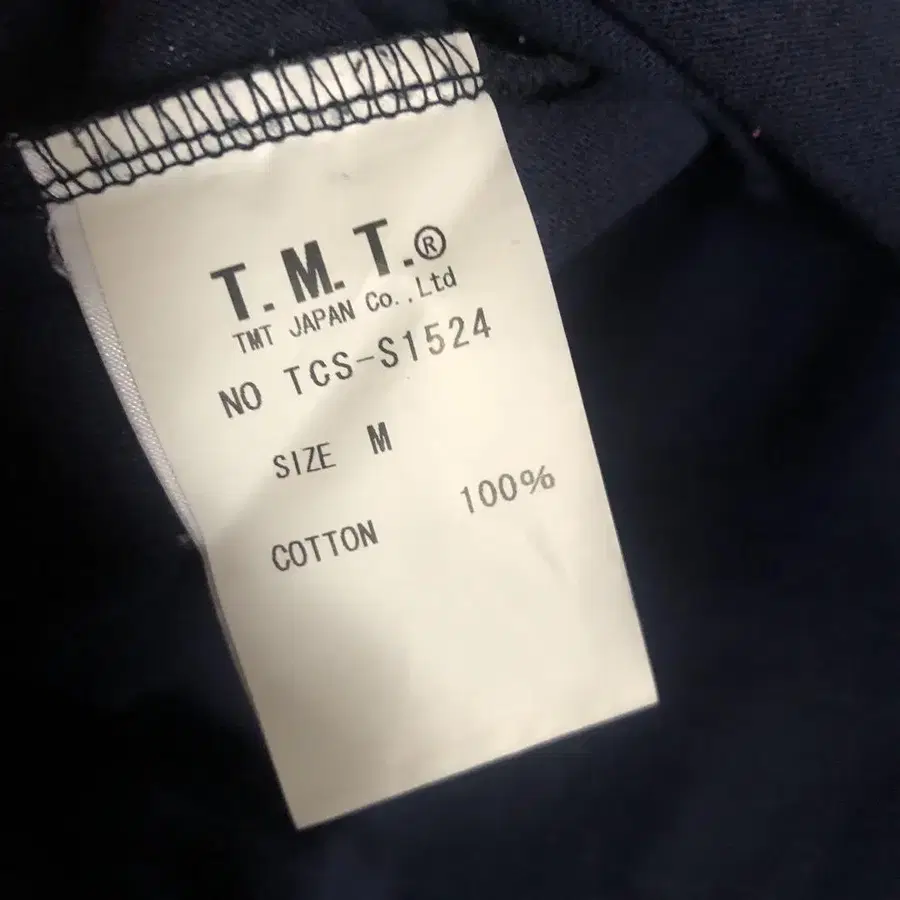 T.M.T.®
TMT JAPAN Co.,Ltd
NO TCS-S1524
SIZE M
COTTON 100%